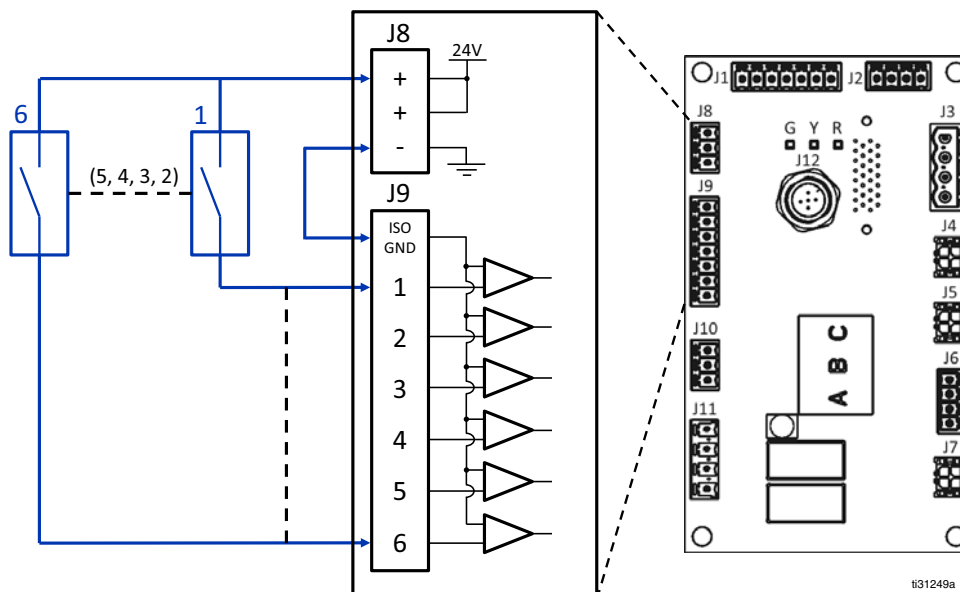 J8
24V
+
+
-
6
1
(5, 4, 3, 2)
J9
ISO
GND
1
2
3
4
5
6
J1
J2
J8
J3
G Y R
J12
J9
J4
J5
J10
J6
A B C
J11
J7
ti31249a